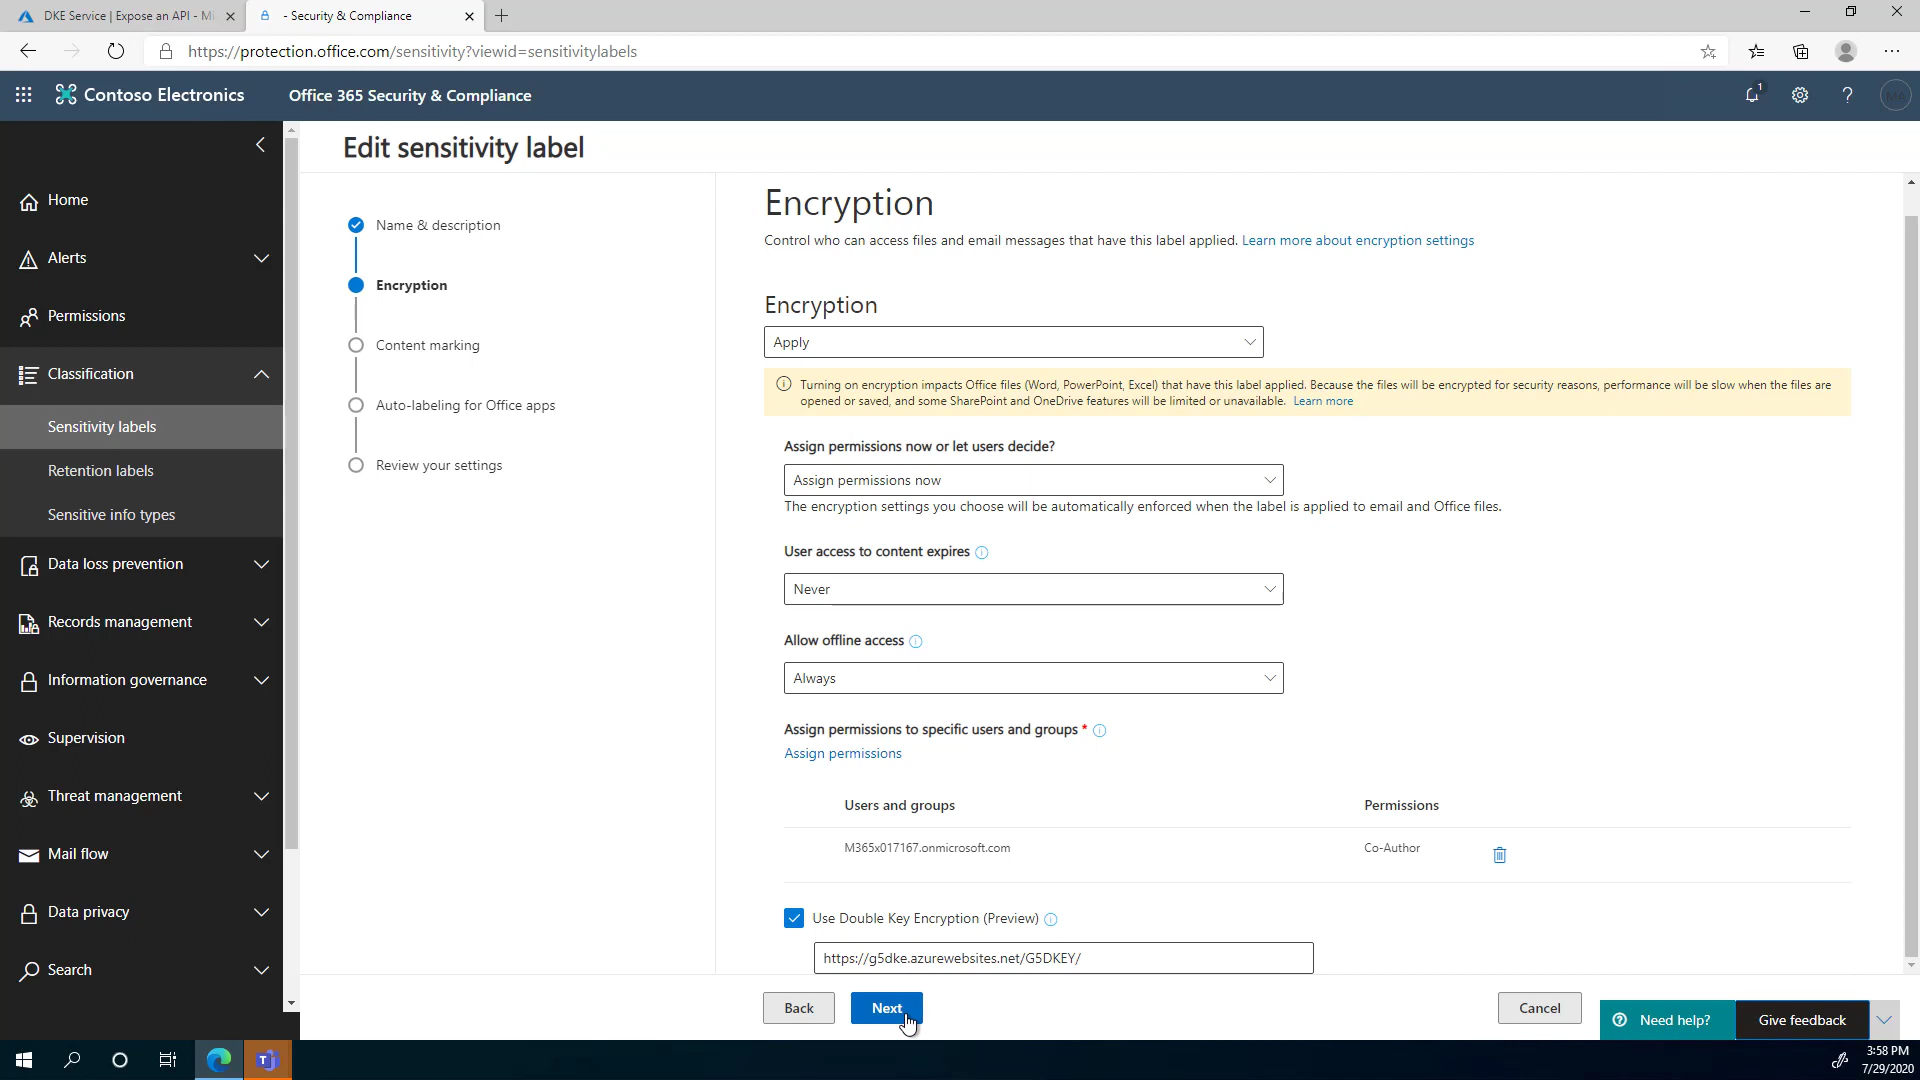 DKE Service | Expose an API - Mi
- Security & Compliance
https://protection.office.com/sensitivity?viewid=sensitivitylabels
Contoso Electronics
Office 365 Security & Compliance
1
Edit sensitivity label
Home
Alerts
Permissions
Classification
Sensitivity labels
Retention labels
Sensitive info types
Data loss prevention
Records management
Information governance
Supervision
Threat management
Mail flow
Data privacy
Search
Name & description
Encryption
Content marking
Auto-labeling for Office apps
Review your settings
Encryption
Control who can access files and email messages that have this label applied. Learn more about encryption settings
Encryption
Apply
Turning on encryption impacts Office files (Word, PowerPoint, Excel) that have this label applied. Because the files will be encrypted for security reasons, performance will be slow when the files are
opened or saved, and some SharePoint and OneDrive features will be limited or unavailable. Learn more
Assign permissions now or let users decide?
Assign permissions now
The encryption settings you choose will be automatically enforced when the label is applied to email and Office files.
User access to content expires
Never
Allow offline access
Always
Assign permissions to specific users and groups *
Assign permissions
Users and groups Permissions
M365x017167.onmicrosoft.com Co-Author
Use Double Key Encryption (Preview)
https://g5dke.azurewebsites.net/G5DKEY/
Back
Next
Cancel
Need help?
Give feedback
3:58 PM
7/29/2020